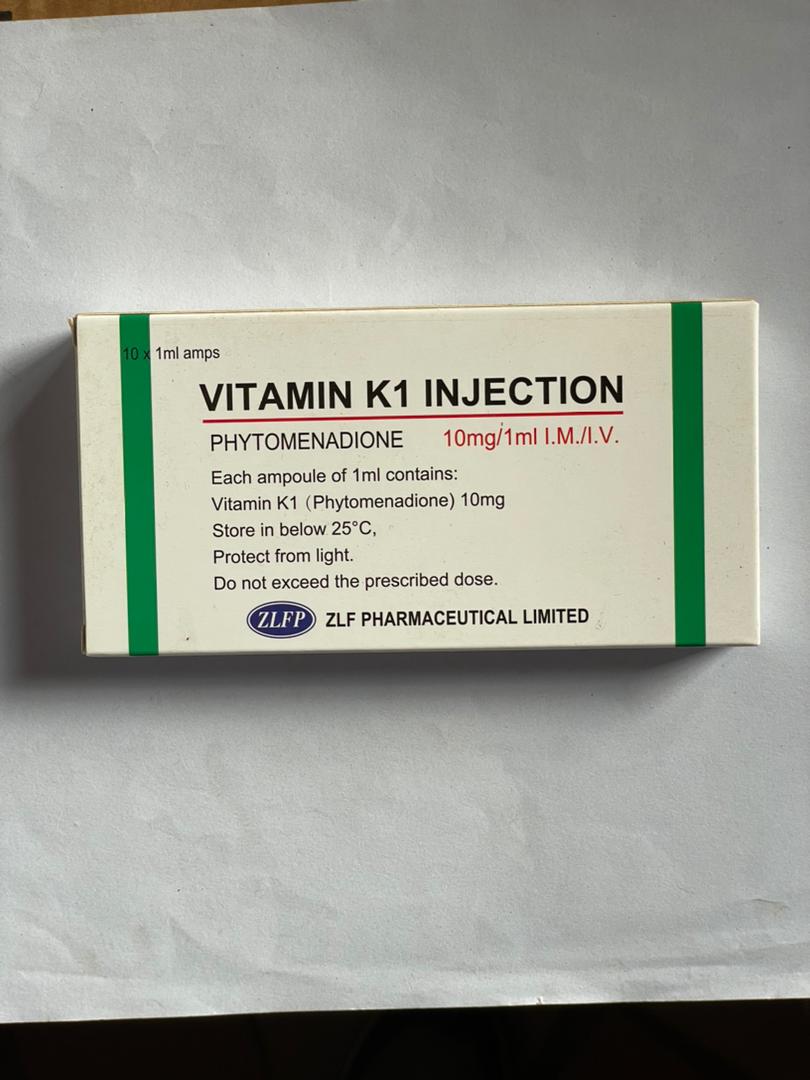 10 x 1ml amps
VITAMIN K1 INJECTION
PHYTOMENADIONE 10mg/1ml I.M./I.V.
Each ampoule of 1ml contains:
Vitamin K1 (Phytomenadione) 10mg
Store in below 25°C,
Protect from light.
Do not exceed the prescribed dose.
ZLFP ZLF PHARMACEUTICAL LIMITED